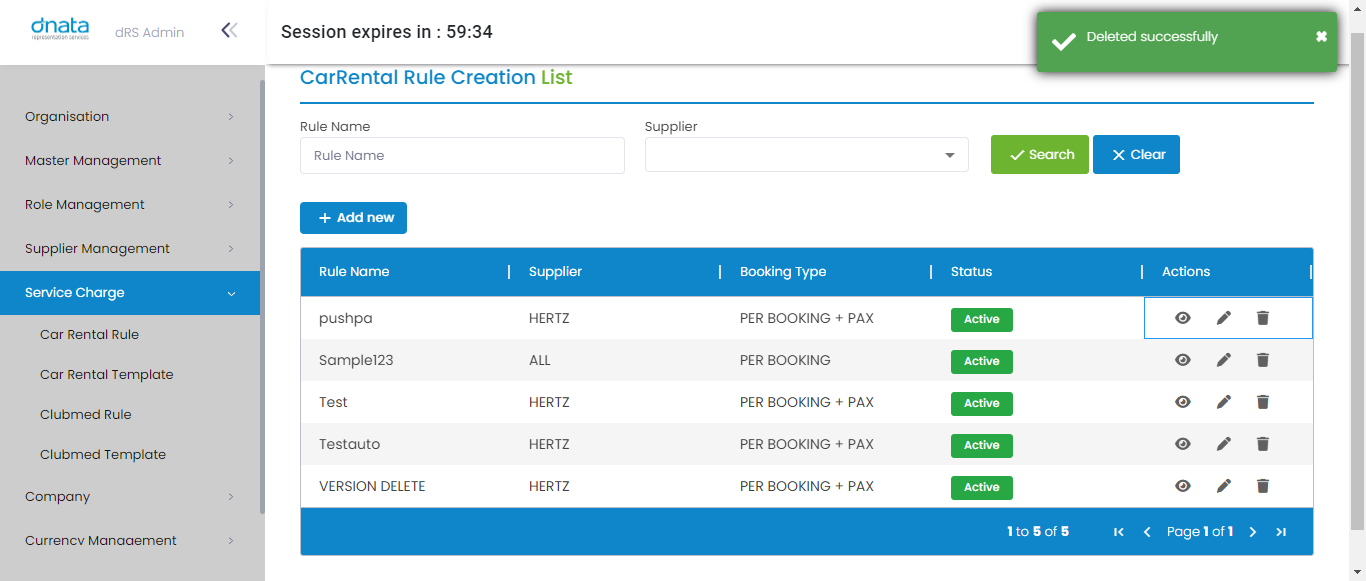 dnata
representation services
dRS Admin
Session expires in : 59:34
Deleted successfully
Organisation
Master Management
Role Management
Supplier Management
Service Charge
Car Rental Rule
Car Rental Template
Clubmed Rule
Clubmed Template
Company
Currency Management
CarRental Rule Creation List
Rule Name Supplier
Rule Name
Search Clear
Add new
Rule Name Supplier Booking Type Status Actions
pushpa HERTZ PER BOOKING + PAX Active
Sample123 ALL PER BOOKING Active
Test HERTZ PER BOOKING + PAX Active
Testauto HERTZ PER BOOKING + PAX Active
VERSION DELETE HERTZ PER BOOKING + PAX Active
1 to 5 of 5 Page 1 of 1